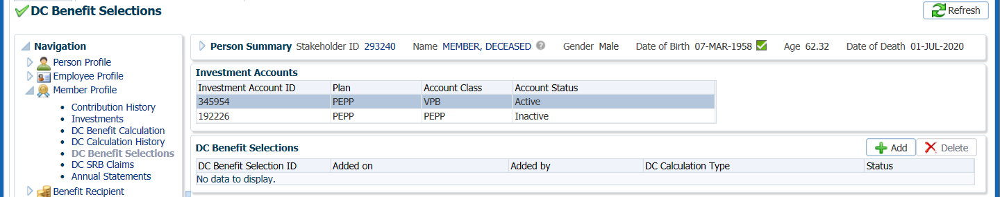 DC Benefit Selections
Refresh
Navigation
Person Profile
Employee Profile
Member Profile
Contribution History
Investments
DC Benefit Calculation
DC Calculation History
DC Benefit Selections
DC SRB Claims
Annual Statements
Benefit Recipient
Person Summary Stakeholder ID 293240 Name MEMBER, DECEASED Gender Male Date of Birth 07-MAR-1958 Age 62.32 Date of Death 01-JUL-2020
Investment Accounts
Investment Account ID Plan Account Class Account Status
345954 PEPP VPB Active
192226 PEPP PEPP Inactive
DC Benefit Selections
Add Delete
DC Benefit Selection ID Added on Added by DC Calculation Type Status
No data to display.